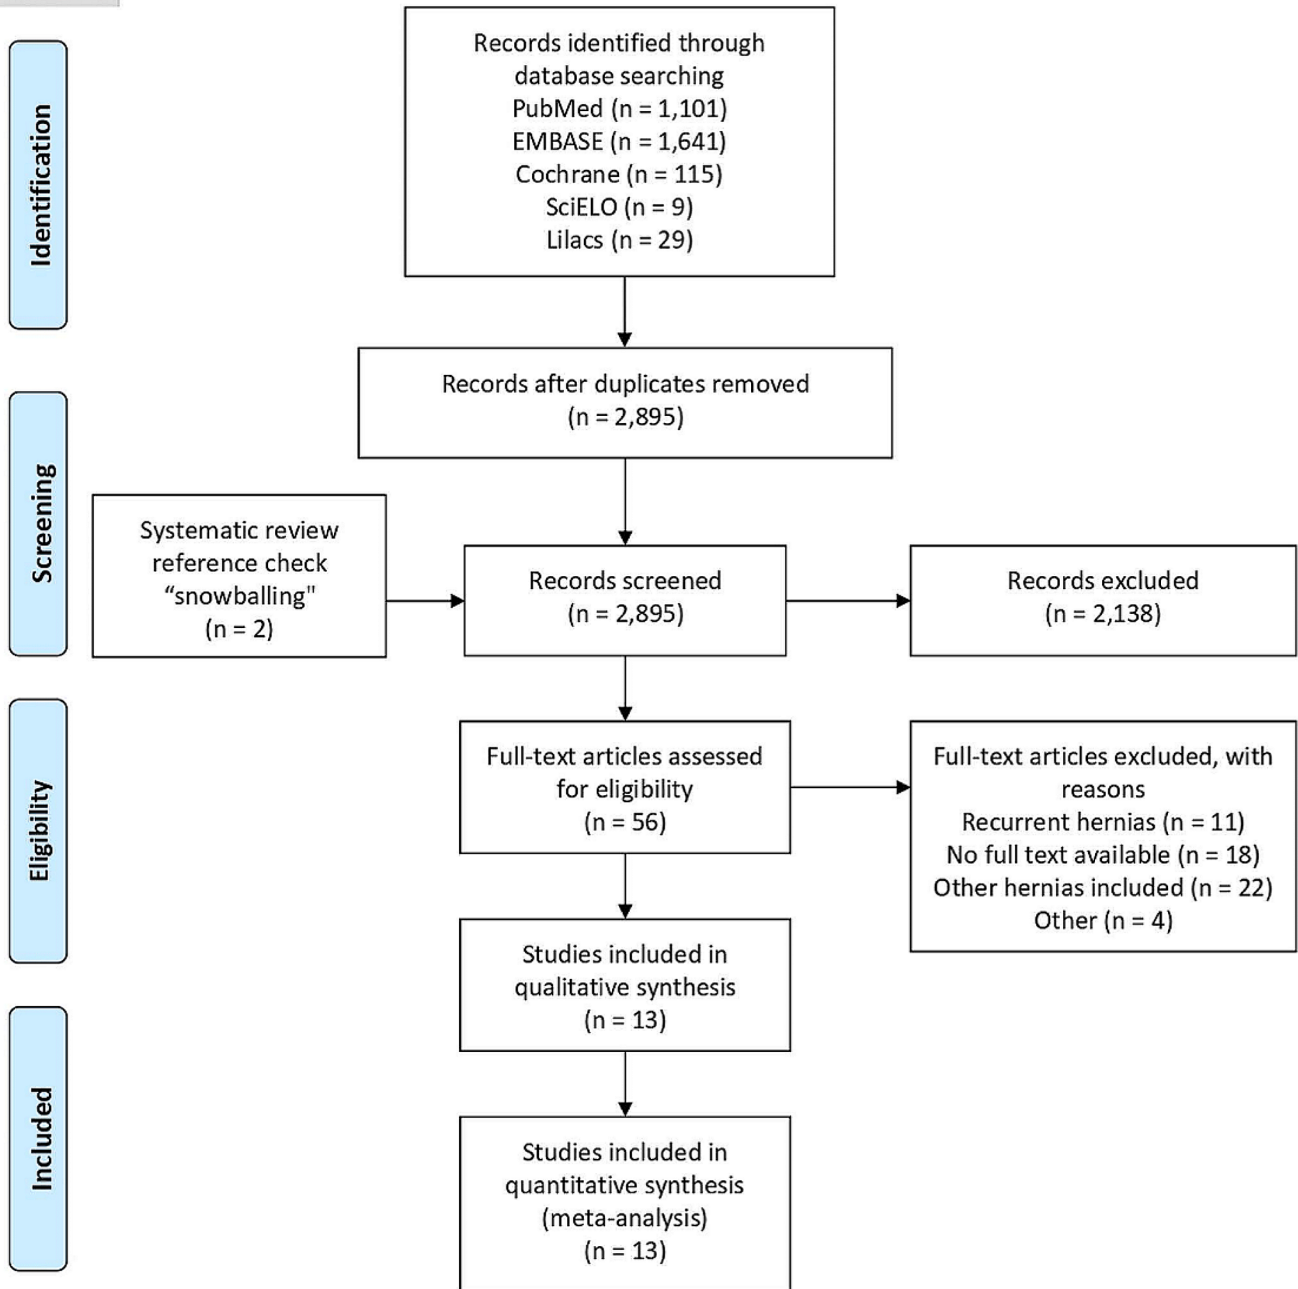 Identification
Records identified through
database searching
PubMed (n = 1,101)
EMBASE (n = 1,641)
Cochrane (n = 115)
SciELO (n = 9)
Lilacs (n = 29)
Screening
Records after duplicates removed
(n = 2,895)
Systematic review
reference check
“snowballing"
(n = 2)
Records screened
(n = 2,895)
Records excluded
(n = 2,138)
Eligibility
Full-text articles assessed
for eligibility
(n = 56)
Full-text articles excluded, with
reasons
Recurrent hernias (n = 11)
No full text available (n = 18)
Other hernias included (n = 22)
Other (n = 4)
Studies included in
qualitative synthesis
(n = 13)
Included
Studies included in
quantitative synthesis
(meta-analysis)
(n = 13)